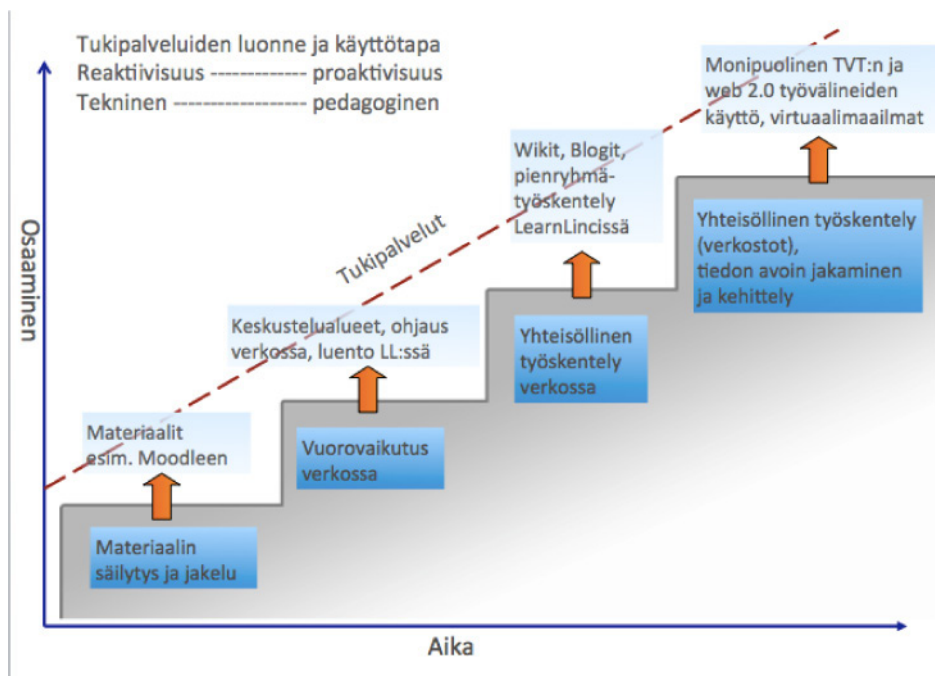 Tukipalveluiden luonne ja käyttötapa
Reaktiivisuus ------------- proaktivisuus
Tekninen ------------------ pedagoginen
Monipuolinen TVT:n ja
web 2.0 työvälineiden
käyttö, virtuaalimaailmat
Wikit, Blogit,
pienryhmä-
työskentely
LearnLincissä
Tukipalvelut
Osaaminen
Yhteisöllinen työskentely
(verkostot),
tiedon avoin jakaminen
ja kehittely
Keskustelualueet, ohjaus
verkossa, luento LL:ssä
Yhteisöllinen
työskentely
verkossa
Materiaalit
esim. Moodleen
Vuorovaikutus
verkossa
Materiaalin
säilytys ja jakelu
Aika